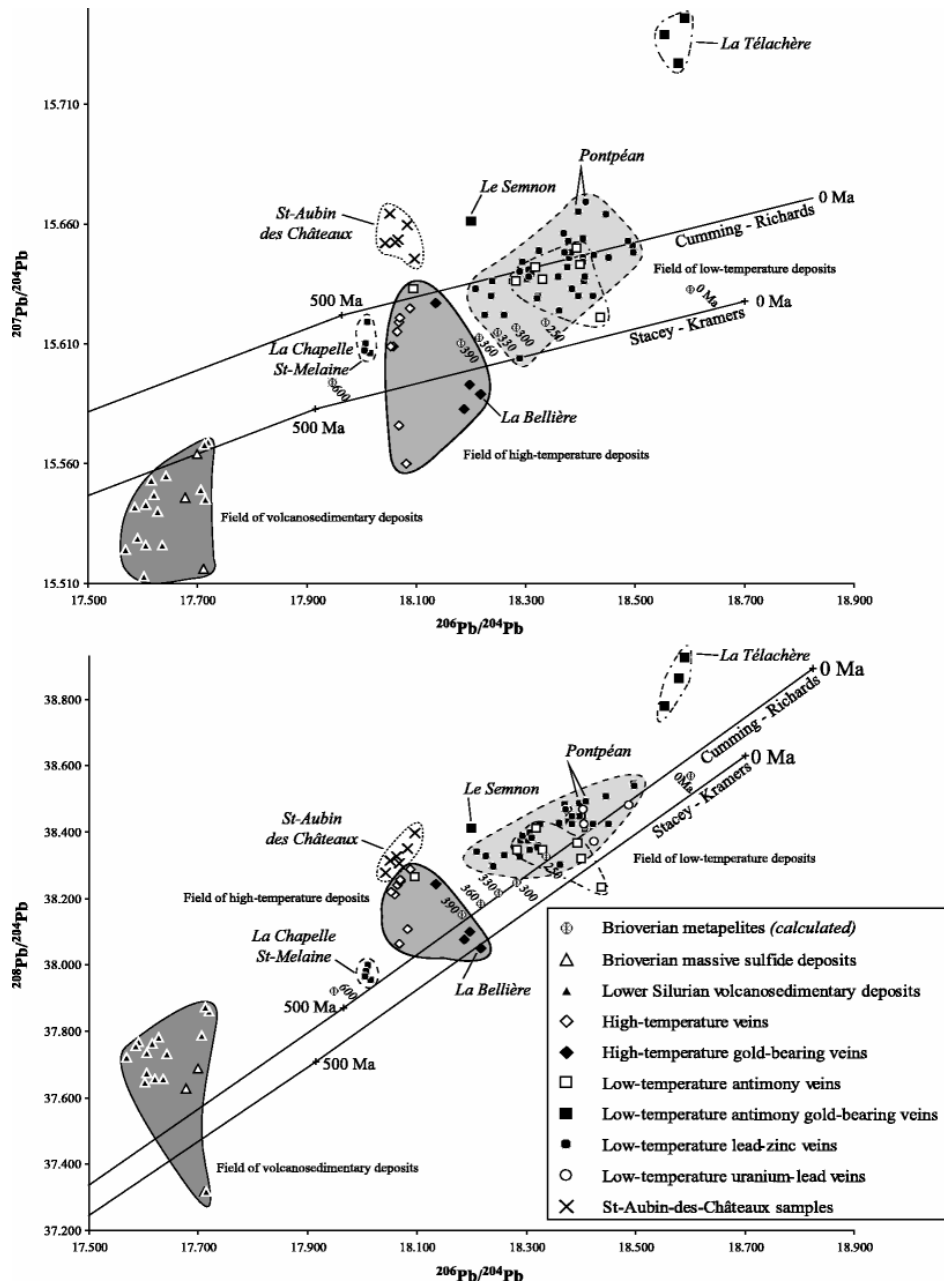 La Télachère
15.710
Pontpéan
Le Semnon
St-Aubin
des Châteaux
0 Ma
15.660
Cumming - Richards
Field of low-temperature deposits
500 Ma
0 Ma
0 Ma
Stacey - Kramers
250
300
330
360
390
15.610
La Chapelle
St-Melaine
600
La Bellière
500 Ma
Field of high-temperature deposits
15.560
Field of volcanosedimentary deposits
15.510
207Pb/204Pb
17.500
17.700
17.900
18.100
18.300
18.500
18.700
18.900
206Pb/204Pb
La Télachère
0 Ma
38.800
Cumming - Richards
Pontpéan
0 Ma
0Ma
Stacey - Kramers
38.600
Le Semnon
St-Aubin
des Châteaux
38.400
Field of low-temperature deposits
Field of high-temperature deposits
300
330
360
390
38.200
La Chapelle
St-Melaine
38.000
La Bellière
600
500 Ma
37.800
500 Ma
37.600
37.400
Field of volcanosedimentary deposits
37.200
208Pb/204Pb
Brioverian metapelites (calculated)
Brioverian massive sulfide deposits
Lower Silurian volcanosedimentary deposits
High-temperature veins
High-temperature gold-bearing veins
Low-temperature antimony veins
Low-temperature antimony gold-bearing veins
Low-temperature lead-zinc veins
Low-temperature uranium-lead veins
St-Aubin-des-Châteaux samples
17.500
17.700
17.900
18.100
18.300
18.500
18.700
18.900
206Pb/204Pb